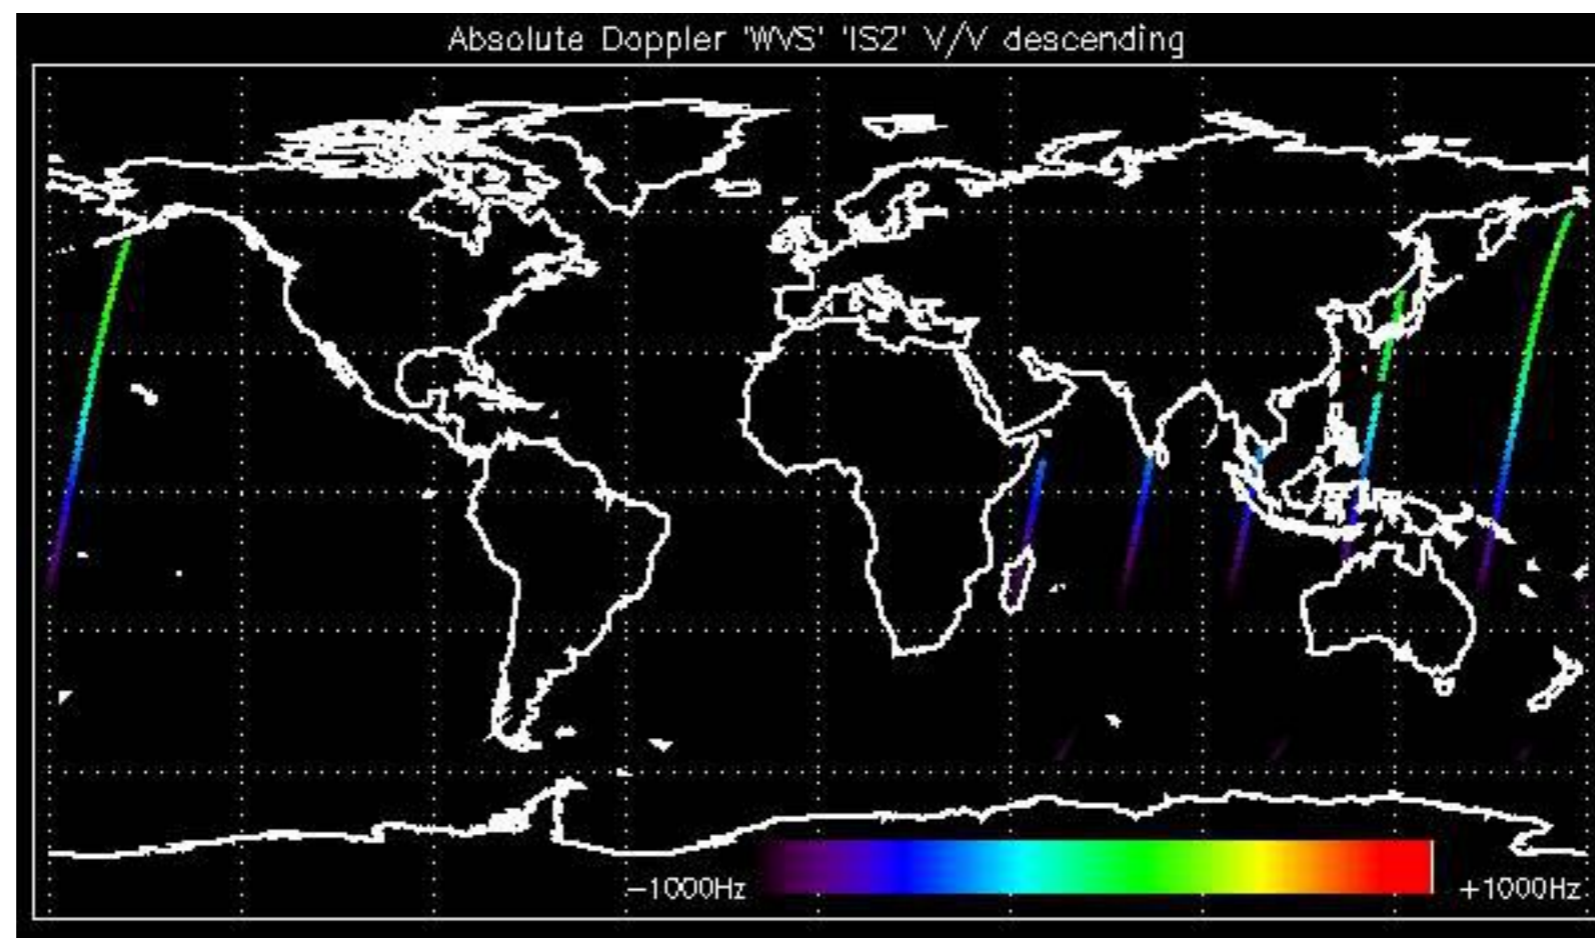 Absolute Doppler 'WVS' 'IS2' V/V descending
−1000Hz +1000Hz